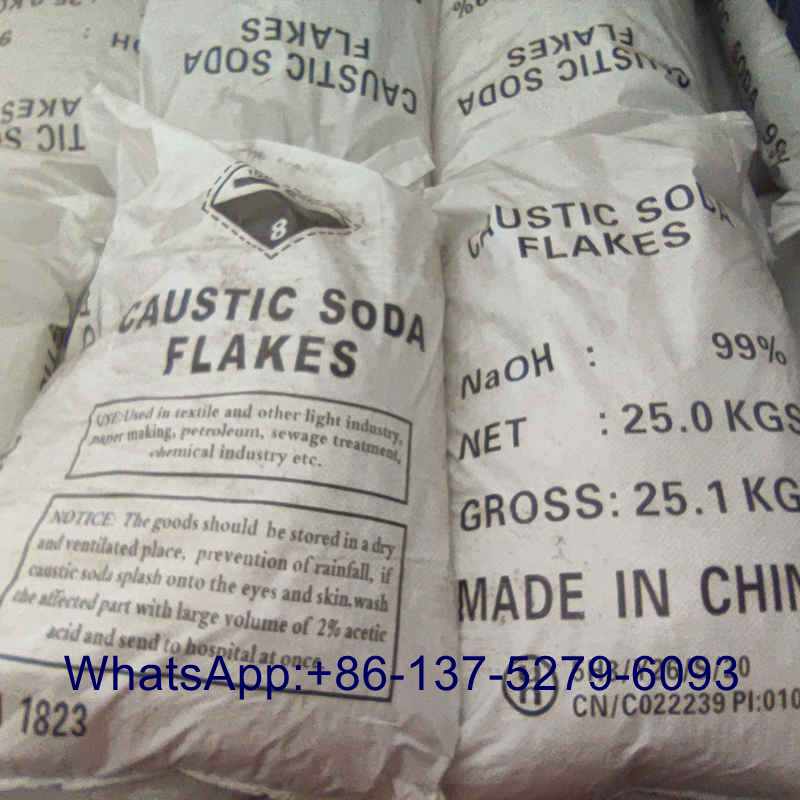 FLAKES
CAUSTIC SODA
FLAKES
CAUSTIC SODA
AKES
TIC
8
CAUSTIC SODA
FLAKES
USE:Used in textile and other light industry,
paper making, petroleum, sewage treatment,
chemical industry etc.
NOTICE: The goods should be stored in a dry
and ventilated place, prevention of rainfall, if
caustic soda splash onto the eyes and skin,wash
the affected part with large volume of 2% acetic
acid and send to hospital at once
1823
CAUSTIC SODA
FLAKES
NaOH : 99%
NET : 25.0 KGS
GROSS: 25.1 KG
MADE IN CHIN
CN/C022239 PI:010
WhatsApp:+86-137-5279-6093